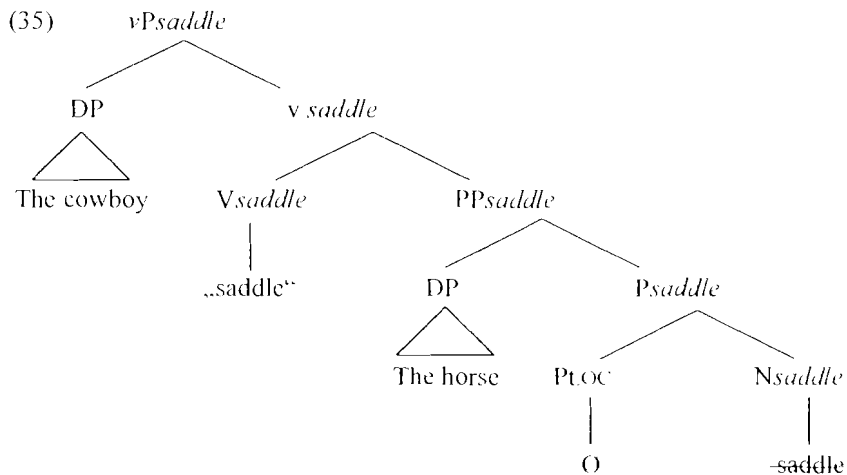 (35) vPsaddle
DP v saddle
The cowboy Vsaddle PPsaddle
„saddle“ DP Psaddle
The horse PLOC Nsaddle
O saddle